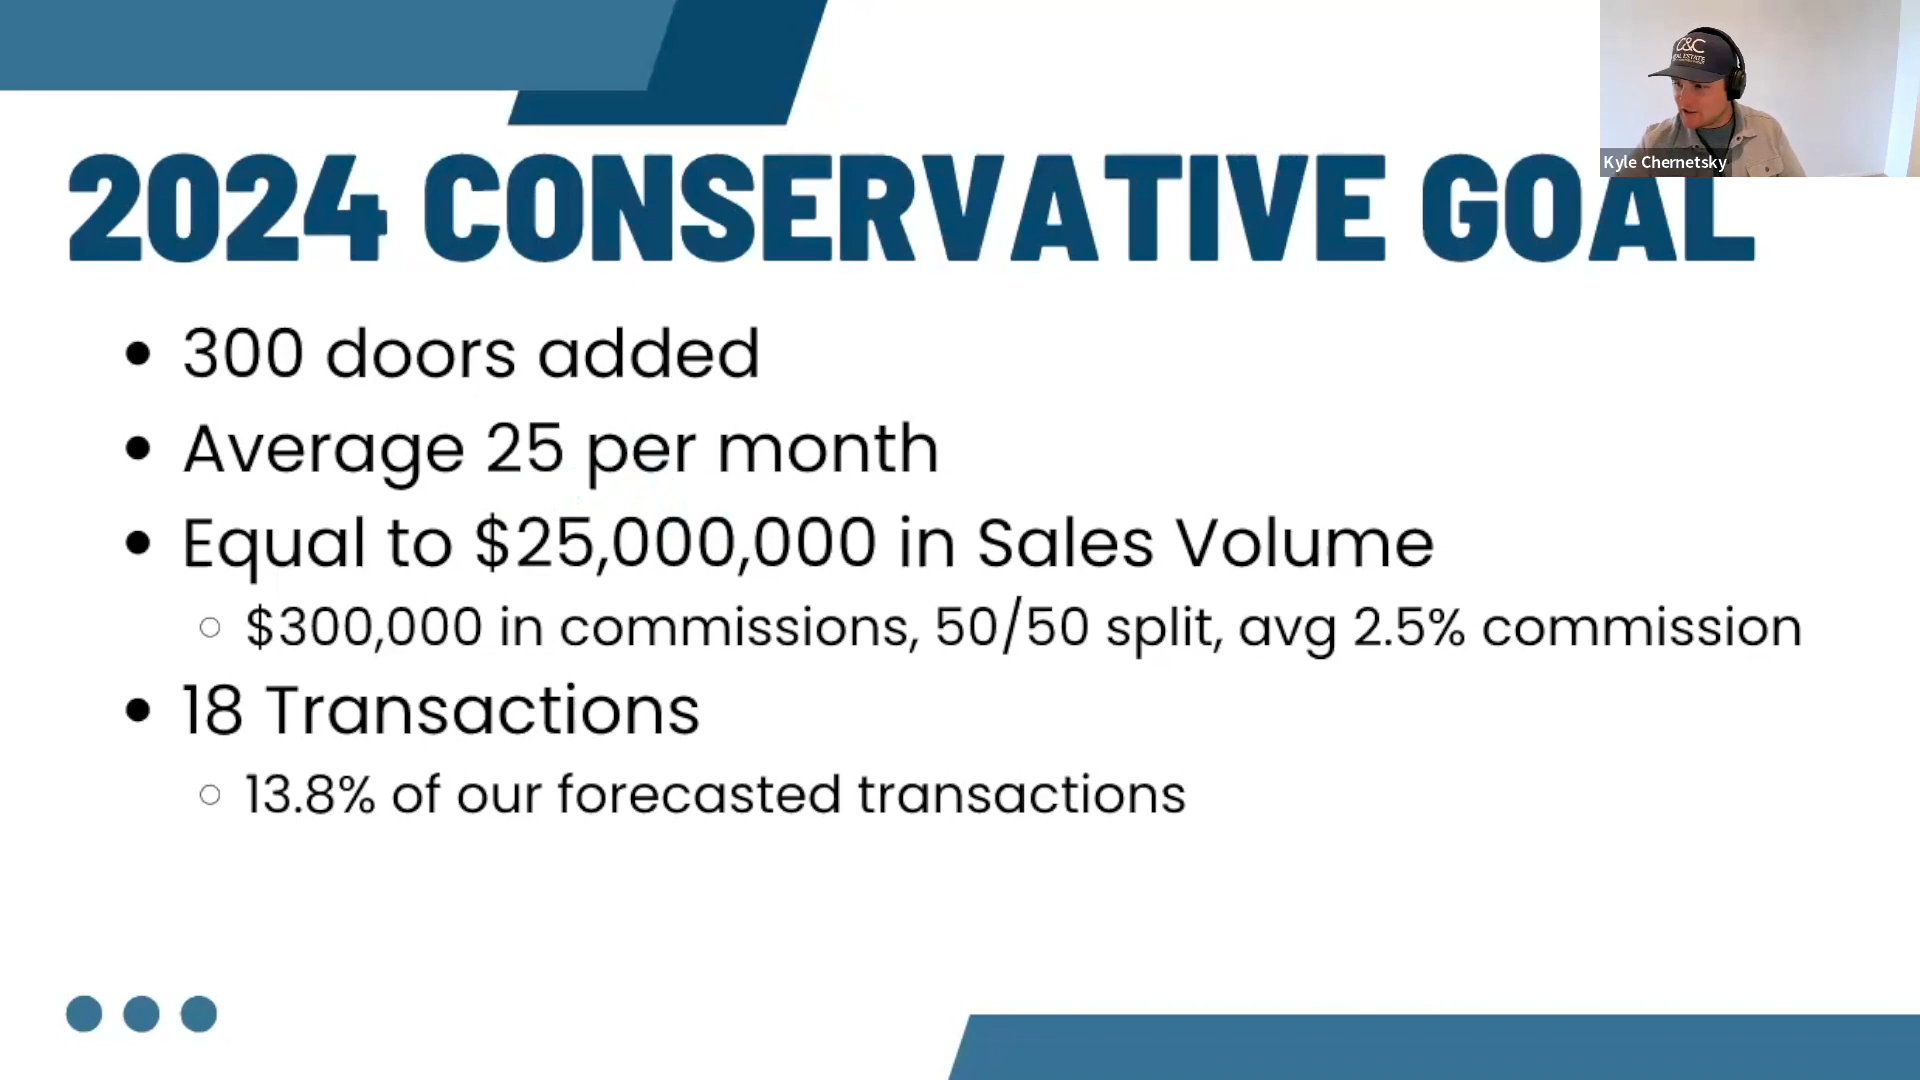 C&C
REAL ESTATE
Kyle Chernetsky
2024 CONSERVATIVE GOAL
• 300 doors added
• Average 25 per month
• Equal to $25,000,000 in Sales Volume
○ $300,000 in commissions, 50/50 split, avg 2.5% commission
• 18 Transactions
○ 13.8% of our forecasted transactions